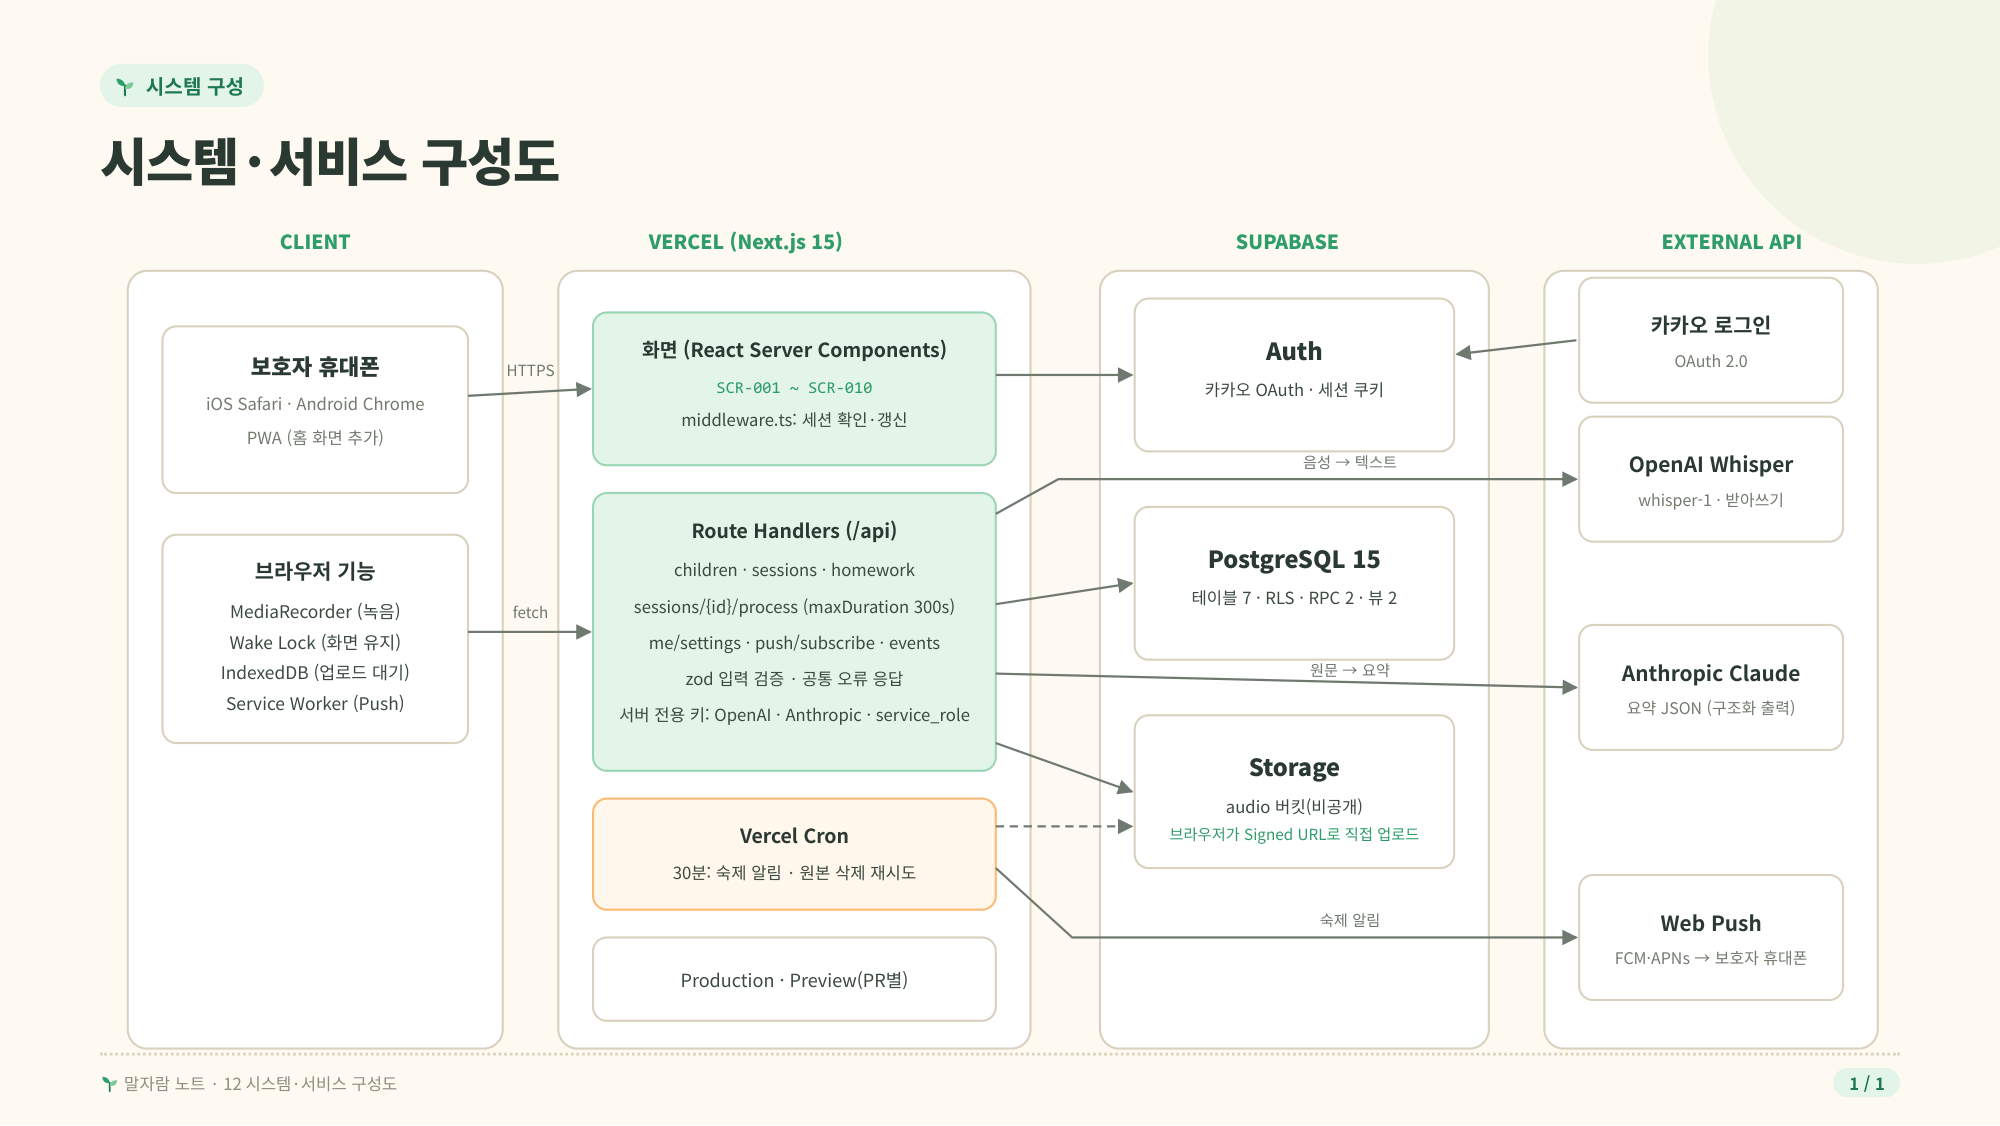 시스템 구성
시스템·서비스 구성도
CLIENT
보호자 휴대폰
iOS Safari · Android Chrome
PWA (홈 화면 추가)
브라우저 기능
MediaRecorder (녹음)
Wake Lock (화면 유지)
IndexedDB (업로드 대기)
Service Worker (Push)
HTTPS
fetch
VERCEL (Next.js 15)
화면 (React Server Components)
SCR-001 ~ SCR-010
middleware.ts: 세션 확인·갱신
Route Handlers (/api)
children · sessions · homework
sessions/{id}/process (maxDuration 300s)
me/settings · push/subscribe · events
zod 입력 검증 · 공통 오류 응답
서버 전용 키: OpenAI · Anthropic · service_role
Vercel Cron
30분: 숙제 알림 · 원본 삭제 재시도
Production · Preview(PR별)
SUPABASE
Auth
카카오 OAuth · 세션 쿠키
음성 → 텍스트
PostgreSQL 15
테이블 7 · RLS · RPC 2 · 뷰 2
원문 → 요약
Storage
audio 버킷(비공개)
브라우저가 Signed URL로 직접 업로드
숙제 알림
EXTERNAL API
카카오 로그인
OAuth 2.0
OpenAI Whisper
whisper-1 · 받아쓰기
Anthropic Claude
요약 JSON (구조화 출력)
Web Push
FCM·APNs → 보호자 휴대폰
말자람 노트 · 12 시스템·서비스 구성도
1 / 1